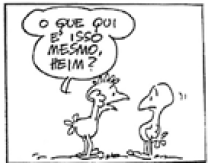 O QUE QUI
É ISSO
MESMO,
HEIM?